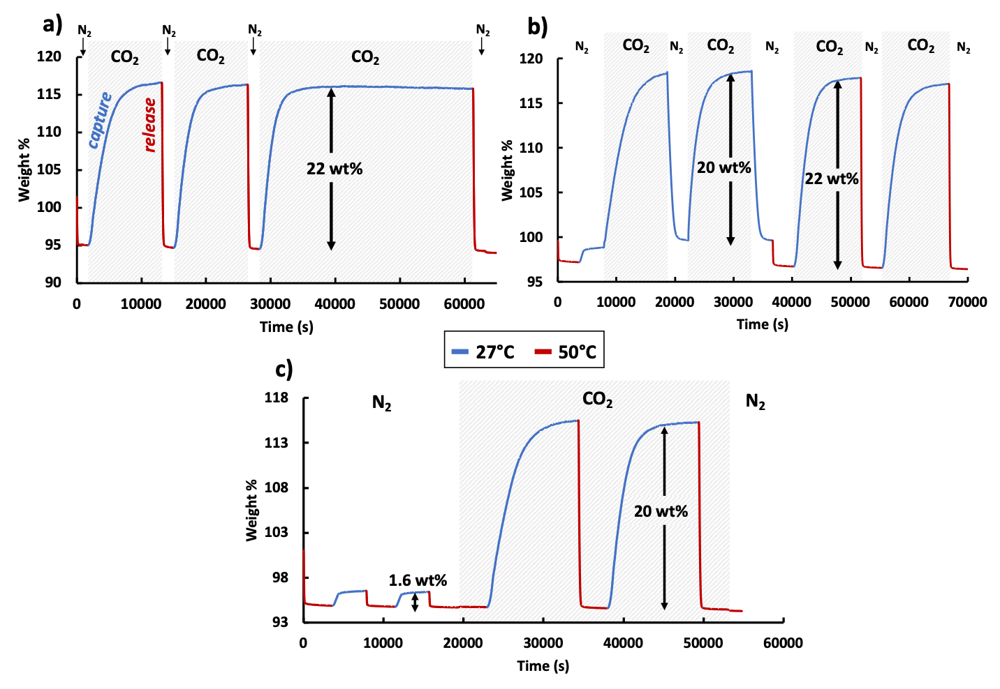 a)
N2 N2 N2 N2
CO2 CO2 CO2
120
115
110
105
100
95
90
Weight %
capture
release
22 wt%
0 10000 20000 30000 40000 50000 60000
Time (s)
b)
N2 CO2 N2 CO2 N2 CO2 N2 CO2 N2
120
115
110
105
100
95
Weight %
20 wt%
22 wt%
0 10000 20000 30000 40000 50000 60000 70000
Time (s)
27°C 50°C
c)
N2 CO2 N2
118
113
108
103
98
93
Weight %
1.6 wt%
20 wt%
0 10000 20000 30000 40000 50000 60000
Time (s)